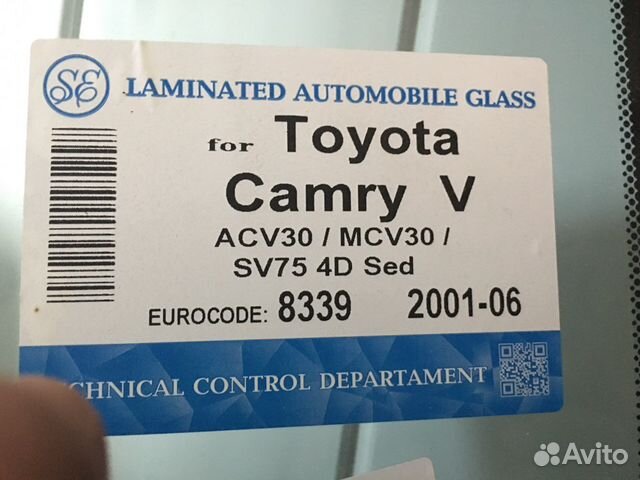 SE
LAMINATED AUTOMOBILE GLASS
for Toyota
Camry V
ACV30 / MCV30 /
SV75 4D Sed
EUROCODE: 8339 2001-06
CHNICAL CONTROL DEPARTAMENT
Avito